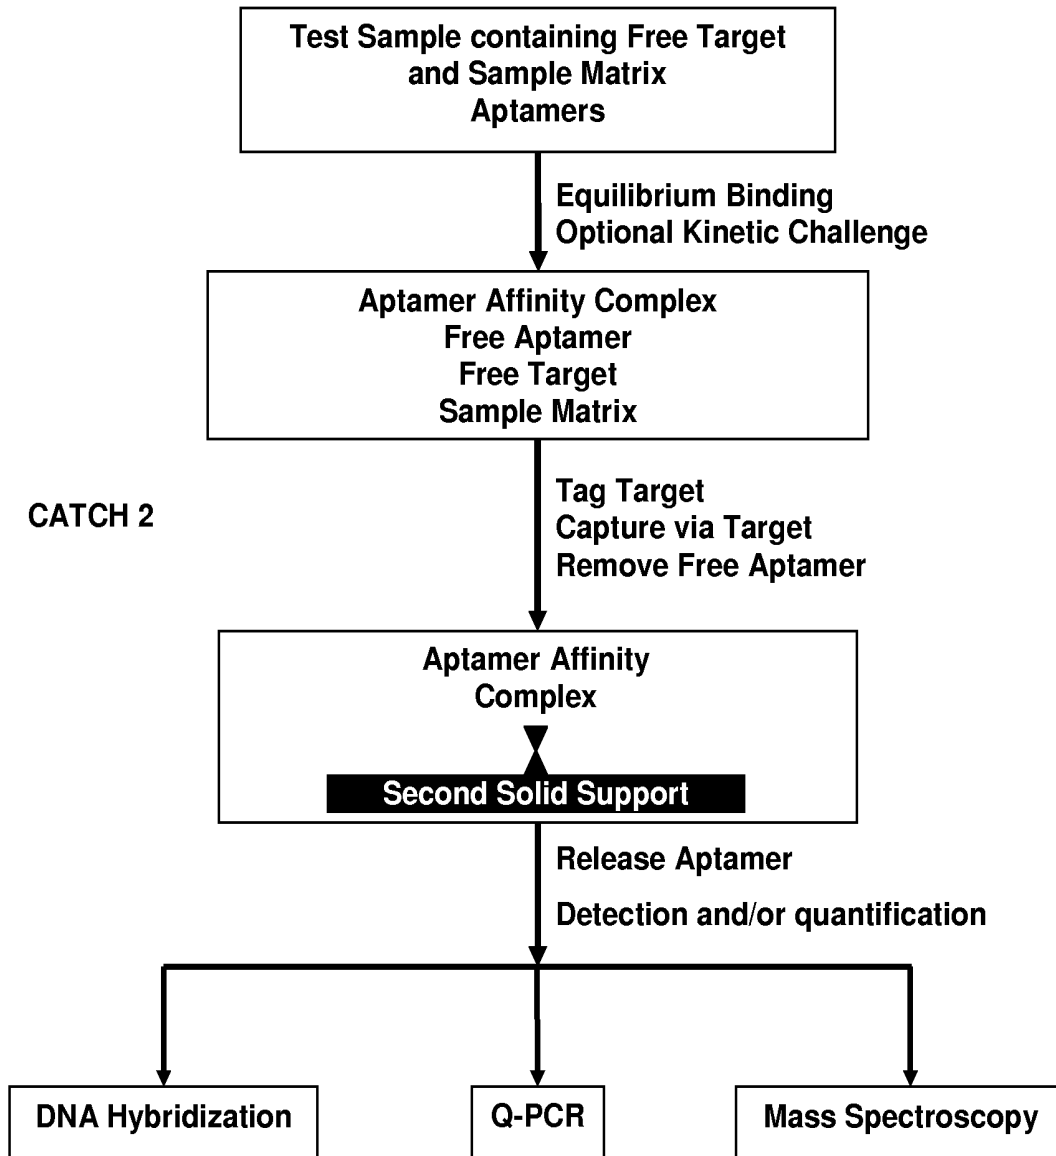 Test Sample containing Free Target
and Sample Matrix
Aptamers
Equilibrium Binding
Optional Kinetic Challenge
Aptamer Affinity Complex
Free Aptamer
Free Target
Sample Matrix
CATCH 2
Tag Target
Capture via Target
Remove Free Aptamer
Aptamer Affinity
Complex
Second Solid Support
Release Aptamer
Detection and/or quantification
DNA Hybridization
Q-PCR
Mass Spectroscopy